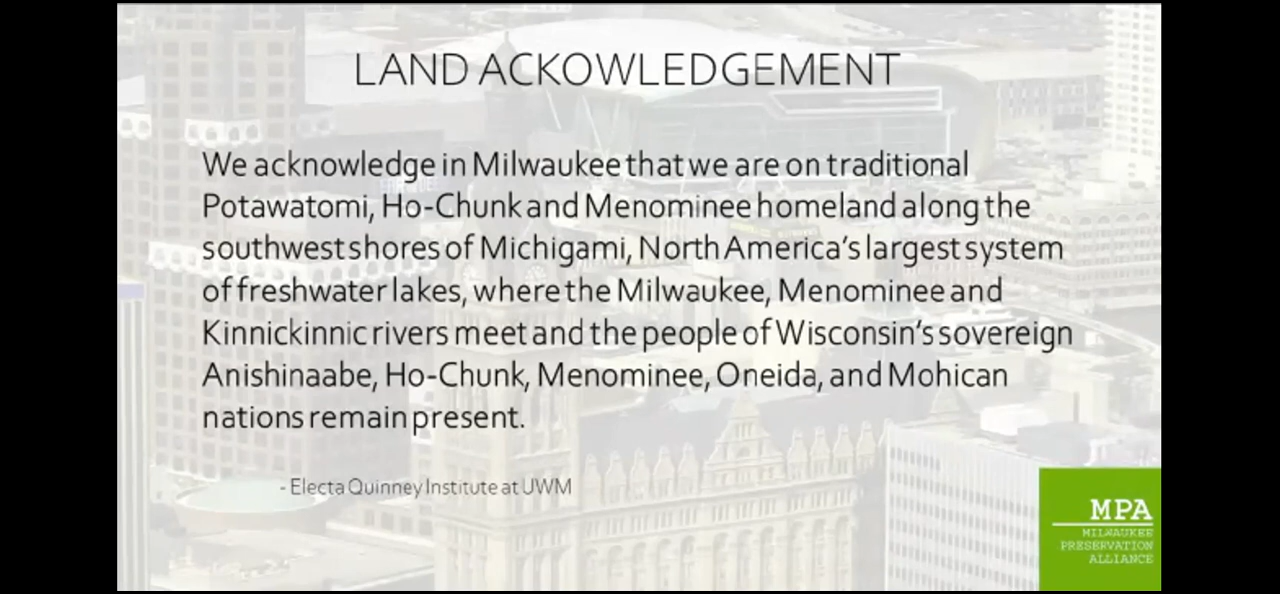 LAND ACKOWLEDGEMENT
We acknowledge in Milwaukee that we are on traditional
Potawatomi, Ho-Chunk and Menominee homeland along the
southwest shores of Michigami, North America's largest system
of freshwater lakes, where the Milwaukee, Menominee and
Kinnickinnic rivers meet and the people of Wisconsin's sovereign
Anishinaabe, Ho-Chunk, Menominee, Oneida, and Mohican
nations remain present.
- Electa Quinney Institute at UWM
MPA
MILWAUKEE
PRESERVATION
ALLIANCE